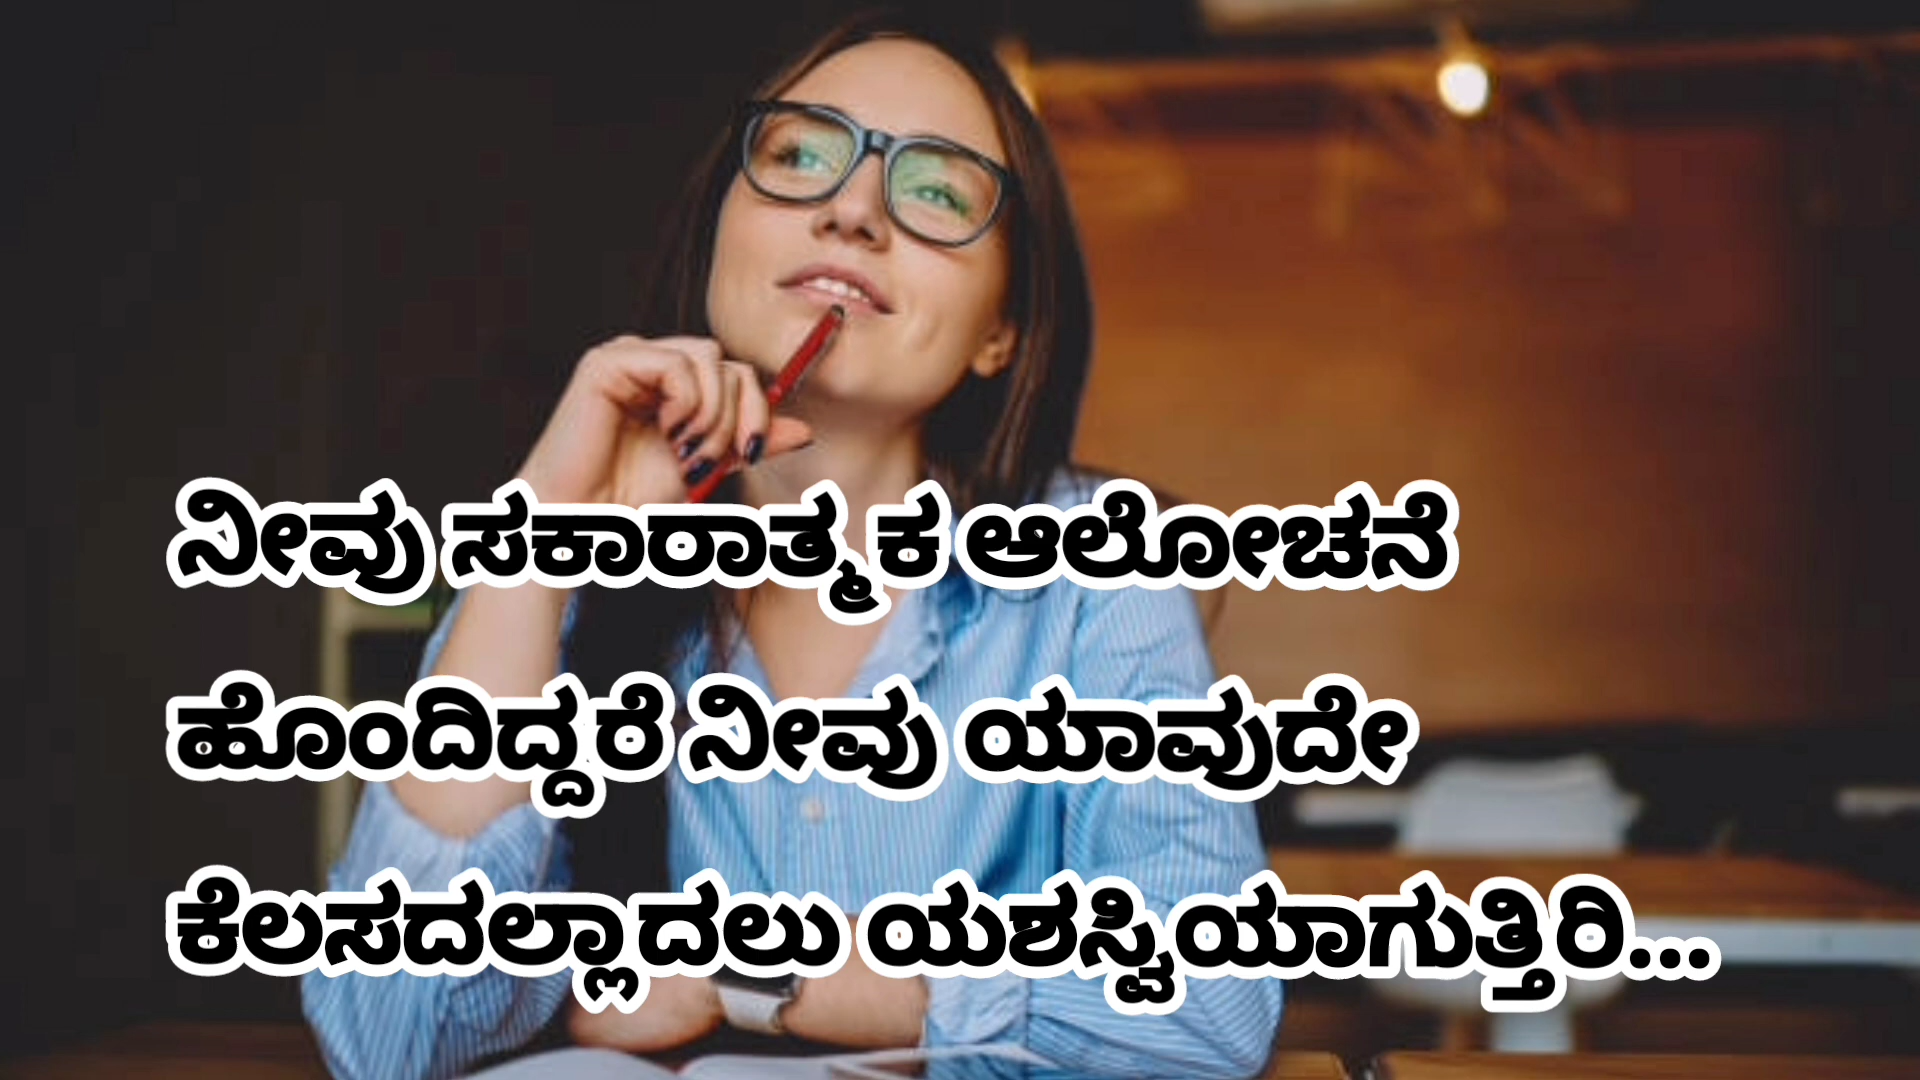 ನೀವು ಸಕಾರಾತ್ಮಕ ಆಲೋಚನೆ
ಹೊಂದಿದ್ದರೆ ನೀವು ಯಾವುದೇ
ಕೆಲಸದಲ್ಲಾದಲು ಯಶಸ್ವಿಯಾಗುತ್ತಿರಿ...